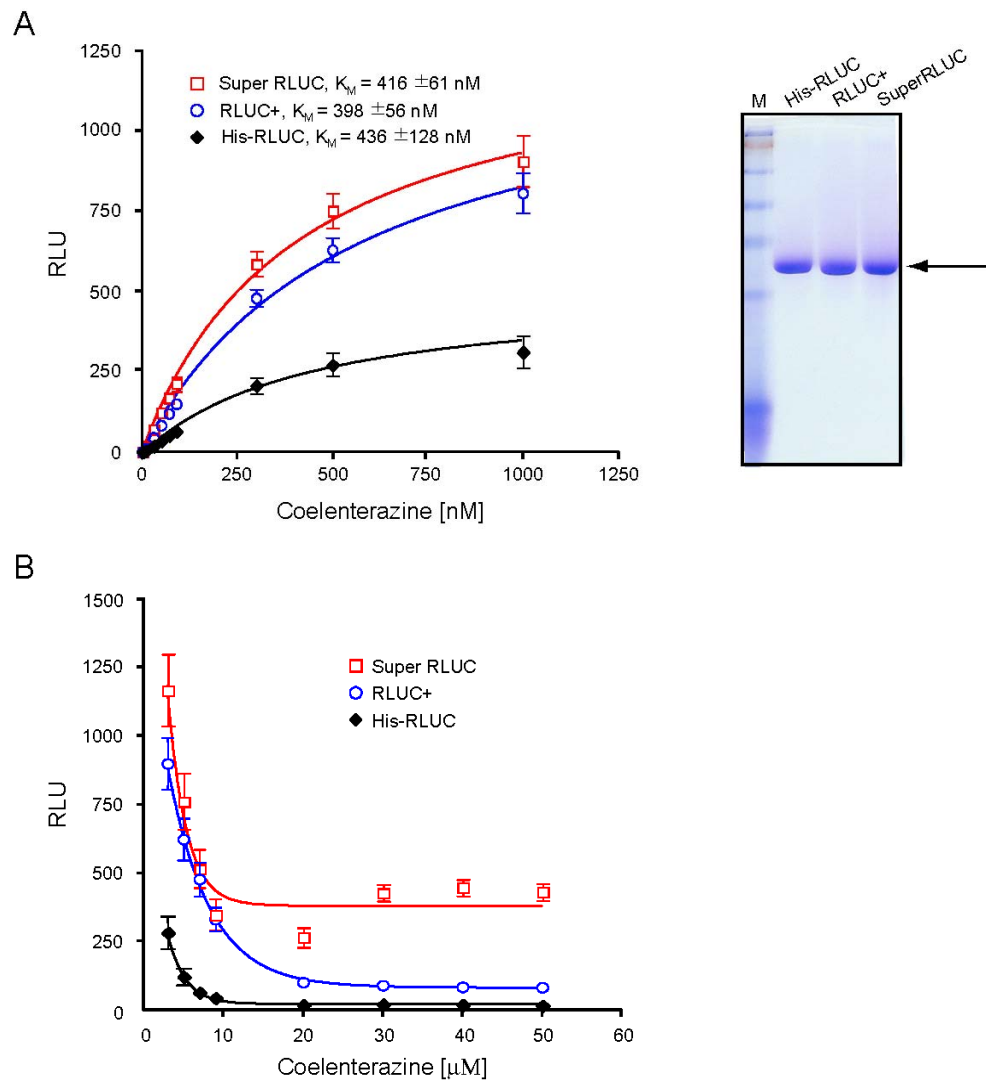 A
1250
1000
750
500
250
0
RLU
Super RLUC, KM = 416 ±61 nM
RLUC+, KM = 398 ±56 nM
His-RLUC, KM = 436 ±128 nM
0 250 500 750 1000 1250
Coelenterazine [nM]
M His-RLUC RLUC+ SuperRLUC
B
1500
1250
1000
750
500
250
0
RLU
Super RLUC
RLUC+
His-RLUC
0 10 20 30 40 50 60
Coelenterazine [μM]